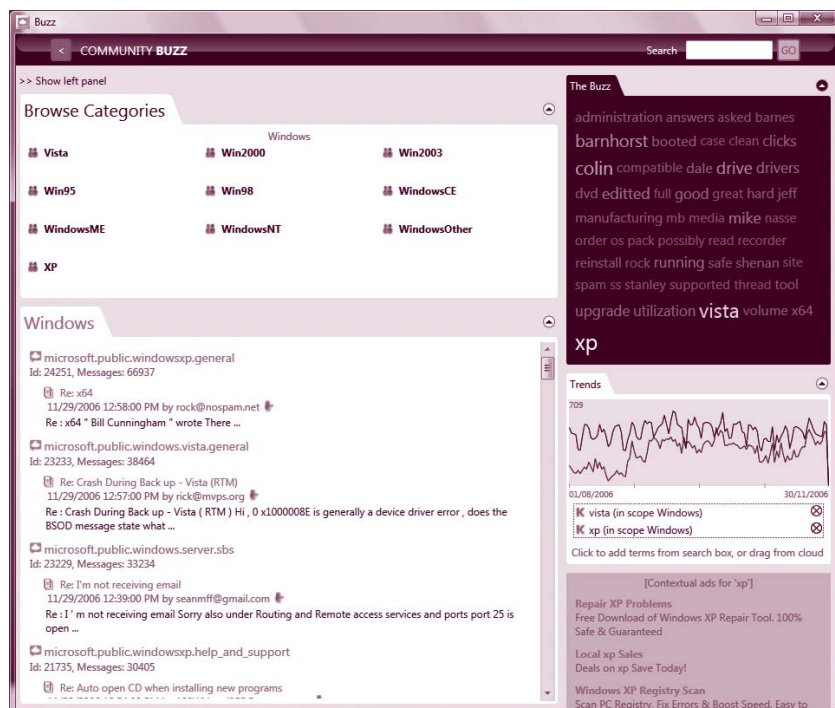 Buzz
< COMMUNITY BUZZ
Search GO
>> Show left panel
Browse Categories
Windows
Vista Win2000 Win2003
Win95 Win98 WindowsCE
WindowsME WindowsNT WindowsOther
XP
Windows
microsoft.public.windowsxp.general
Id: 24251, Messages: 66937
Re: x64
11/29/2006 12:58:00 PM by rock@nospam.net
Re : x64 " Bill Cunningham " wrote There ...
microsoft.public.windows.vista.general
Id: 23233, Messages: 38464
Re: Crash During Back up - Vista (RTM)
11/29/2006 12:57:00 PM by rick@mvps.org
Re : Crash During Back up - Vista ( RTM ) Hi , 0 x1000008E is generally a device driver error , does the
BSOD message state what ...
microsoft.public.windows.server.sbs
Id: 23229, Messages: 33234
Re: I'm not receiving email
11/29/2006 12:39:00 PM by seanmff@gmail.com
Re : I ' m not receiving email Sorry also under Routing and Remote access services and ports port 25 is
open ...
microsoft.public.windowsxp.help_and_support
Id: 21735, Messages: 30405
Re: Auto open CD when installing new programs
The Buzz
administration answers asked barnes
barnhorst booted case clean clicks
colin compatible dale drive drivers
dvd editted full good great hard jeff
manufacturing mb media mike nasse
order os pack possibly read recorder
reinstall rock running safe shenan site
spam ss stanley supported thread tool
upgrade utilization vista volume x64
xp
Trends
709
01/08/2006 30/11/2006
K vista (in scope Windows)
K xp (in scope Windows)
Click to add terms from search box, or drag from cloud
[Contextual ads for 'xp']
Repair XP Problems
Free Download of Windows XP Repair Tool. 100%
Safe & Guaranteed
Local xp Sales
Deals on xp Save Today!
Windows XP Registry Scan
Scan PC Registry. Fix Errors & Boost Speed. Easy to